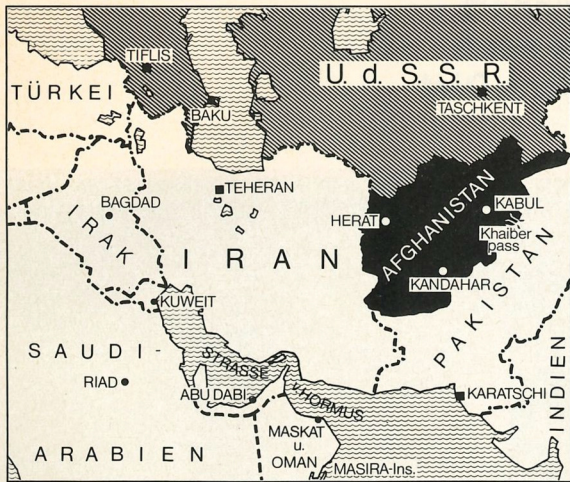 TIFLIS
U. d. S. S. R.
TÜRKEI
BAKU
TASCHKENT
TEHERAN
BAGDAD
IRAK
IRAN
HERAT
AFGHANISTAN
KABUL
Khaiber
pass
KANDAHAR
PAKISTAN
KUWEIT
SAUDI-
ARABIEN
RIAD
STRASSE
v. HORMUS
ABU DABI
MASKAT
u.
OMAN
MASIRA-Ins.
KARATSCHI
INDIEN